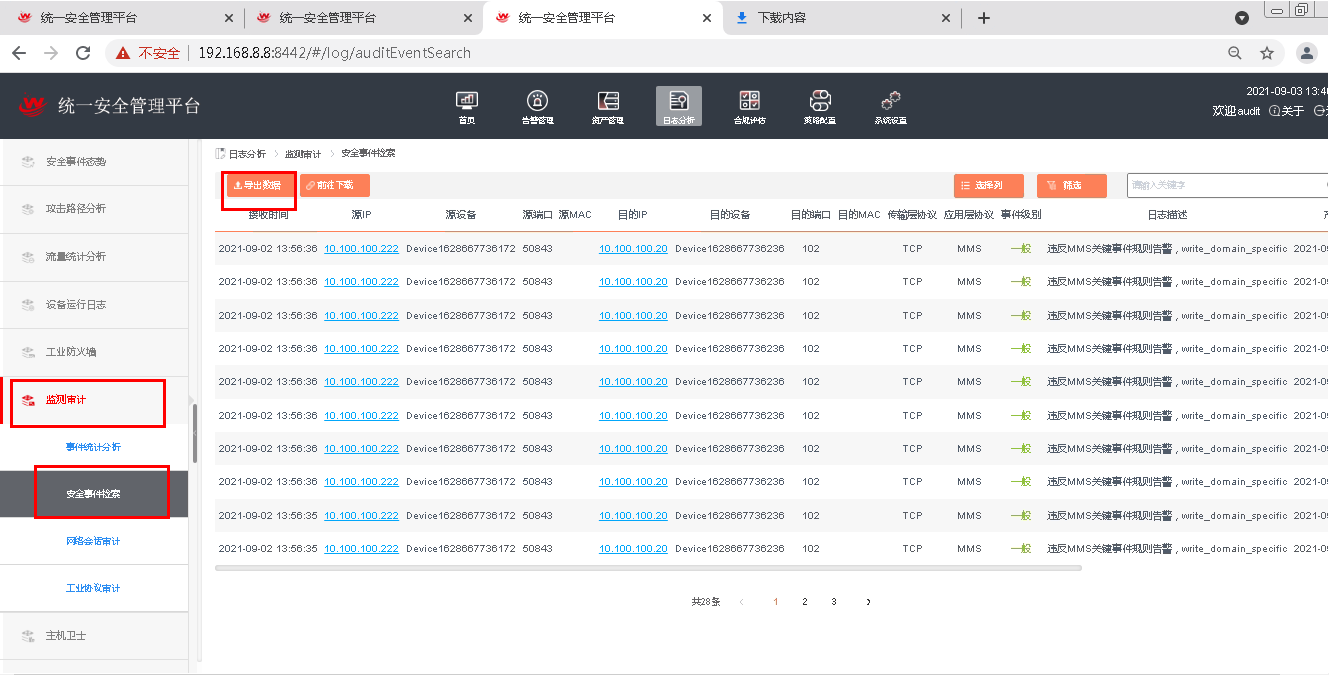 统一安全管理平台 统一安全管理平台 统一安全管理平台 下载内容
不安全 192.168.8.8:8442/#/log/auditEventSearch
2021-09-03 13:4
统一安全管理平台
欢迎audit 关于
首页 告警管理 资产管理 日志分析 合规评估 策略配置 系统设置
安全事件态势
攻击路径分析
流量统计分析
设备运行日志
工业防火墙
监测审计
事件统计分析
安全事件检索
网络会话审计
工业协议审计
主机卫士
日志分析 > 监测审计 > 安全事件检索
导出数据 前往下载 选择列 筛选 请输入关键字
接收时间 源IP 源设备 源端口 源MAC 目的IP 目的设备 目的端口 目的MAC 传输层协议 应用层协议 事件级别 日志描述
2021-09-02 13:56:36 10.100.100.222 Device1628667736172 50843 10.100.100.20 Device1628667736236 102 TCP MMS 一般 违反MMS关键事件规则告警，write_domain_specific 2021-0
2021-09-02 13:56:36 10.100.100.222 Device1628667736172 50843 10.100.100.20 Device1628667736236 102 TCP MMS 一般 违反MMS关键事件规则告警，write_domain_specific 2021-0
2021-09-02 13:56:36 10.100.100.222 Device1628667736172 50843 10.100.100.20 Device1628667736236 102 TCP MMS 一般 违反MMS关键事件规则告警，write_domain_specific 2021-0
2021-09-02 13:56:36 10.100.100.222 Device1628667736172 50843 10.100.100.20 Device1628667736236 102 TCP MMS 一般 违反MMS关键事件规则告警，write_domain_specific 2021-0
2021-09-02 13:56:36 10.100.100.222 Device1628667736172 50843 10.100.100.20 Device1628667736236 102 TCP MMS 一般 违反MMS关键事件规则告警，write_domain_specific 2021-0
2021-09-02 13:56:36 10.100.100.222 Device1628667736172 50843 10.100.100.20 Device1628667736236 102 TCP MMS 一般 违反MMS关键事件规则告警，write_domain_specific 2021-0
2021-09-02 13:56:36 10.100.100.222 Device1628667736172 50843 10.100.100.20 Device1628667736236 102 TCP MMS 一般 违反MMS关键事件规则告警，write_domain_specific 2021-0
2021-09-02 13:56:36 10.100.100.222 Device1628667736172 50843 10.100.100.20 Device1628667736236 102 TCP MMS 一般 违反MMS关键事件规则告警，write_domain_specific 2021-0
2021-09-02 13:56:35 10.100.100.222 Device1628667736172 50843 10.100.100.20 Device1628667736236 102 TCP MMS 一般 违反MMS关键事件规则告警，write_domain_specific 2021-0
2021-09-02 13:56:35 10.100.100.222 Device1628667736172 50843 10.100.100.20 Device1628667736236 102 TCP MMS 一般 违反MMS关键事件规则告警，write_domain_specific 2021-0
共28条 < 1 2 3 >